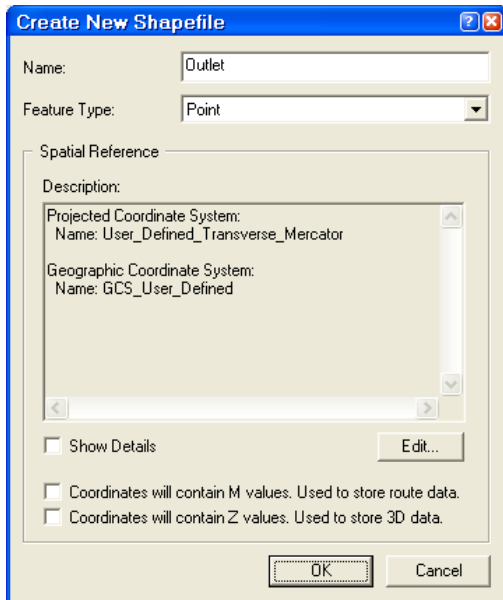 Create New Shapefile
Name:
Outlet
Feature Type:
Point
Spatial Reference
Description:
Projected Coordinate System:
Name: User_Defined_Transverse_Mercator
Geographic Coordinate System:
Name: GCS_User_Defined
Show Details
Edit...
Coordinates will contain M values. Used to store route data.
Coordinates will contain Z values. Used to store 3D data.
OK
Cancel